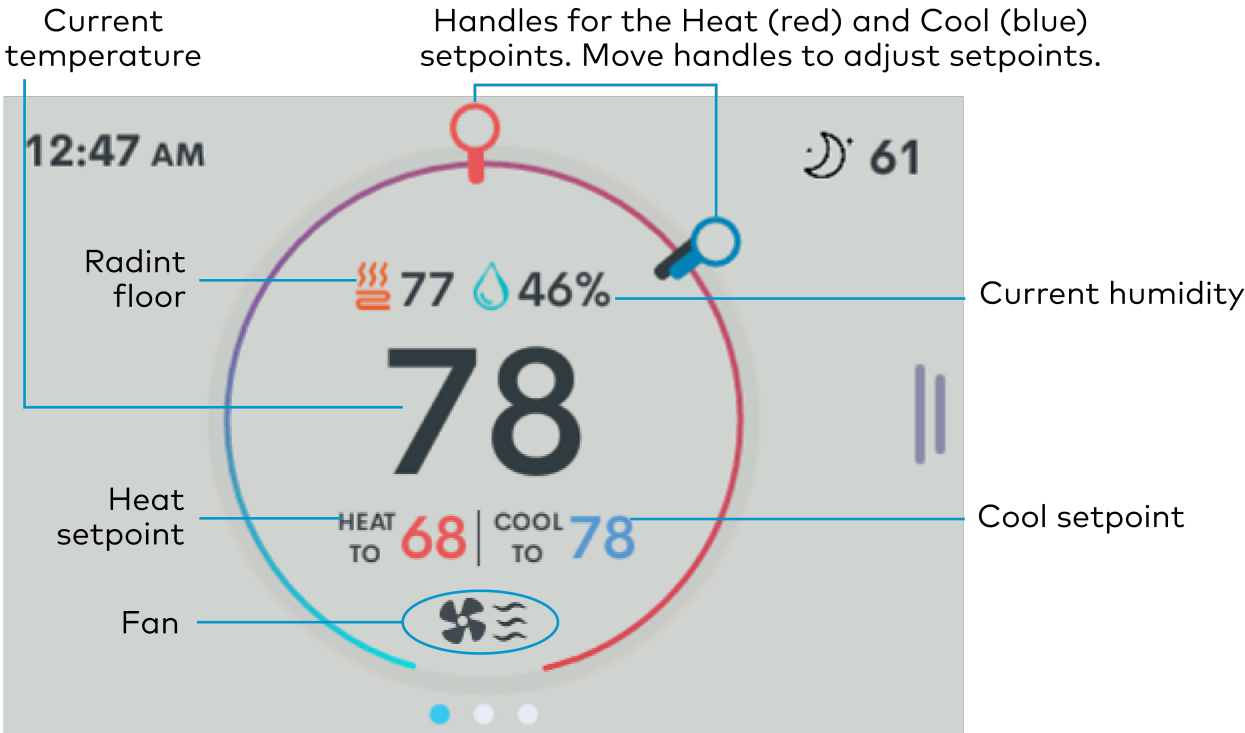 Current
temperature
Handles for the Heat (red) and Cool (blue)
setpoints. Move handles to adjust setpoints.
12:47 AM
61
Radint
floor
77
46%
Current humidity
78
Heat
setpoint
HEAT
TO
68
COOL
TO
78
Cool setpoint
Fan